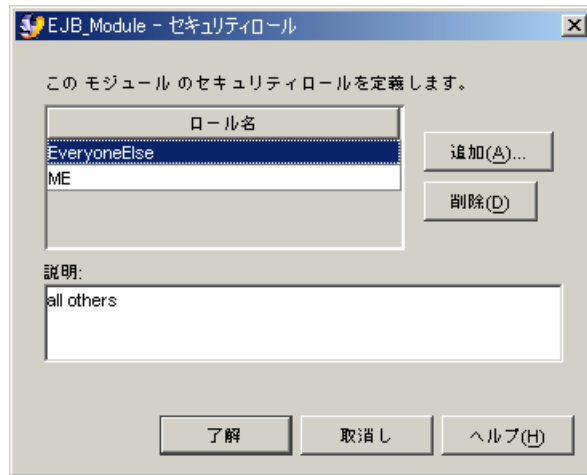 EJB_Module - セキュリティロール
この モジュール のセキュリティロールを定義します。
ロール名
EveryoneElse
ME
追加(A)...
削除(D)
説明:
all others
了解
取消し
ヘルプ(H)